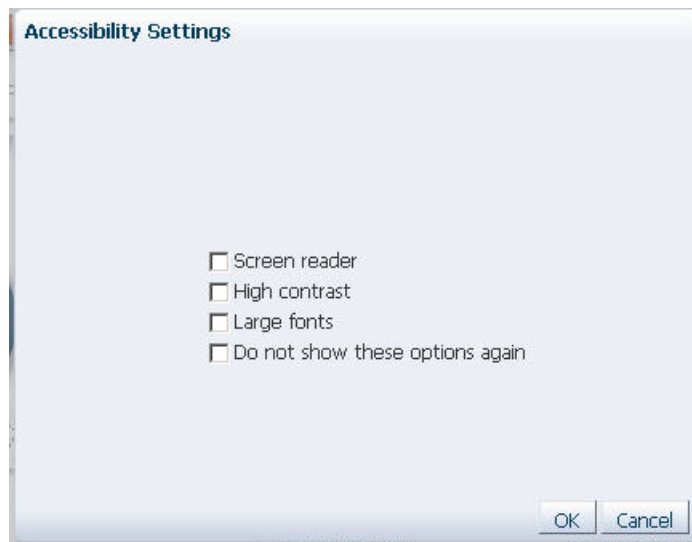 Accessibility Settings
Screen reader
High contrast
Large fonts
Do not show these options again
OK Cancel